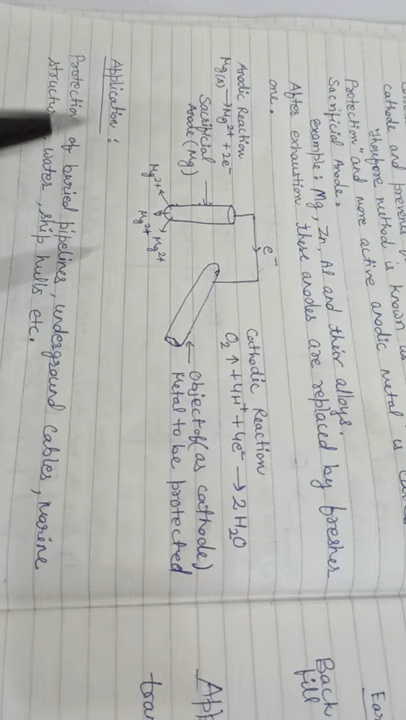 cathode and prevent
therefore method is known as
Protection" and more active anodic metal is
Sacrificial Anode.
Example: Mg, Zn, Al and their alloys.
After exhaustion these anodes are replaced by fresher
one.
e-
Anodic Reaction
Mg(s) → Mg2+ + 2e-
Sacrificial
Anode (Mg)
Mg2+
Mg2+
Mg2+
Cathodic Reaction
O2 ↑ + 4H+ + 4e- → 2H2O
Object of (as cathode)
Metal to be protected
Application:
Protection of buried pipelines, underground cables, marine
structure water, ship hulls etc.
Back
fill